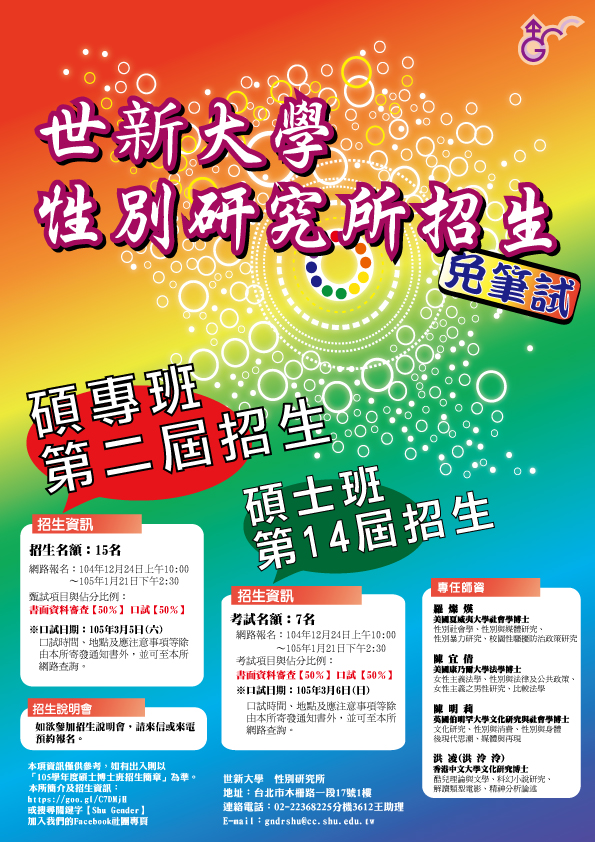 世新大學
性別研究所招生
免筆試
碩專班
第二屆招生
碩士班
第14屆招生
招生資訊
招生名額：15名
網路報名：104年12月24日上午10:00
～105年1月21日下午2:30
甄試項目與佔分比例：
書面資料審查【50％】口試【50％】
※口試日期：105年3月5日(六)
口試時間、地點及應注意事項等除
由本所寄發通知書外，並可至本所
網路查詢。
招生說明會
如欲參加招生說明會，請來信或來電
預約報名。
本項資訊僅供參考，如有出入則以
「105學年度碩士博士班招生簡章」為準。
本所簡介及招生資訊：
https://goo.gl/C7DMjH
或搜尋關鍵字【Shu Gender】
加入我們的Facebook社團專頁
招生資訊
考試名額：7名
網路報名：104年12月24日上午10:00
～105年1月21日下午2:30
考試項目與佔分比例：
書面資料審查【50％】口試【50％】
※口試日期：105年3月6日(日)
口試時間、地點及應注意事項等除
由本所寄發通知書外，並可至本所
網路查詢。
世新大學 性別研究所
地址：台北市木柵路一段17號1樓
連絡電話：02-22368225分機3612王助理
E-mail：gndrshu@cc.shu.edu.tw
專任師資
羅 燦 煐
美國夏威夷大學社會學博士
性別社會學、性別與媒體研究、
性別暴力研究、校園性騷擾防治政策研究
陳 宜 倩
美國康乃爾大學法學博士
女性主義法學、性別與法律及公共政策、
女性主義之男性研究、比較法學
陳 明 莉
英國伯明罕大學文化研究與社會學博士
文化研究、性別與消費、性別與身體
後現代思潮、媒體與再現
洪 凌(洪 泠 泠)
香港中文大學文化研究博士
酷兒理論與文學、科幻小說研究、
解讀類型電影、精神分析論述